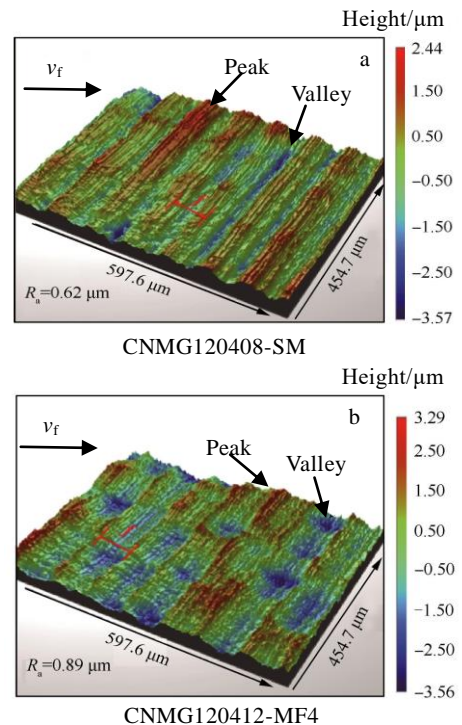 Height/μm
a
2.44
v_f
Peak
1.50
Valley
0.50
−0.50
−1.50
−2.50
597.6 μm
454.7 μm
R_a=0.62 μm
−3.57
CNMG120408-SM
Height/μm
b
3.29
v_f
Peak
2.50
Valley
1.50
0.50
−0.50
−1.50
−2.50
597.6 μm
454.7 μm
R_a=0.89 μm
−3.56
CNMG120412-MF4